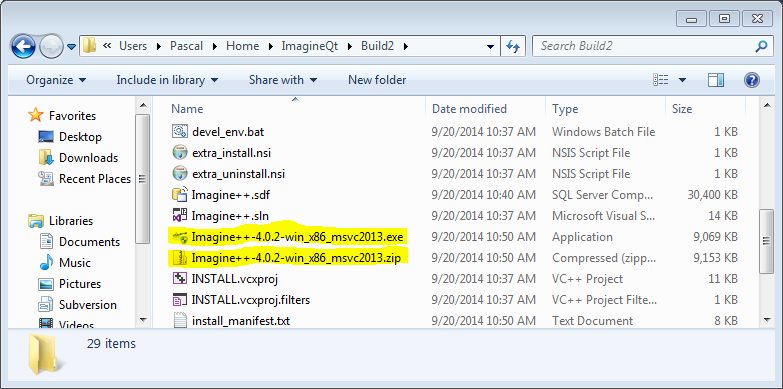 Users Pascal Home ImagineQt Build2 Search Build2
Organize Include in library Share with New folder
Favorites
Desktop
Downloads
Recent Places
Libraries
Documents
Music
Pictures
Subversion
Videos
Name Date modified Type Size
devel_env.bat 9/20/2014 10:37 AM Windows Batch File 1 KB
extra_install.nsi 9/20/2014 10:37 AM NSIS Script File 1 KB
extra_uninstall.nsi 9/20/2014 10:37 AM NSIS Script File 1 KB
Imagine++.sdf 9/20/2014 10:40 AM SQL Server Comp... 30,400 KB
Imagine++.sln 9/20/2014 10:37 AM Microsoft Visual S... 14 KB
Imagine++-4.0.2-win_x86_msvc2013.exe 9/20/2014 10:50 AM Application 9,069 KB
Imagine++-4.0.2-win_x86_msvc2013.zip 9/20/2014 10:50 AM Compressed (zipp... 9,153 KB
INSTALL.vcxproj 9/20/2014 10:37 AM VC++ Project 11 KB
INSTALL.vcxproj.filters 9/20/2014 10:37 AM VC++ Project Filte... 1 KB
install_manifest.txt 9/20/2014 10:50 AM Text Document 8 KB
29 items